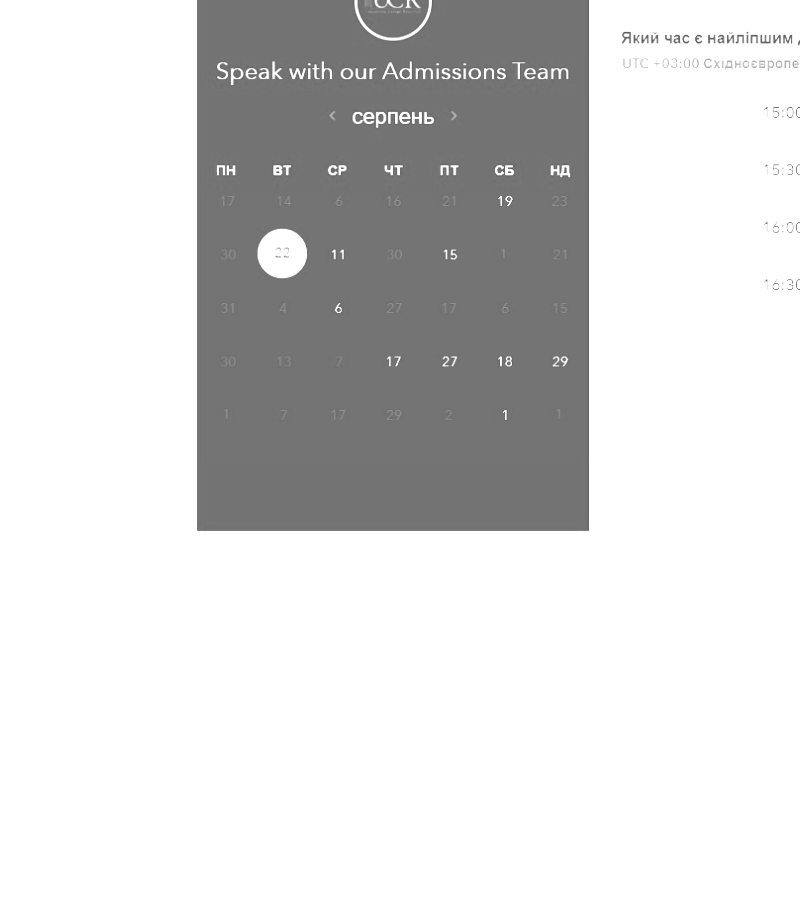 UCR
Speak with our Admissions Team
серпень
ПН ВТ СР ЧТ ПТ СБ НД
17 14 6 16 21 19 23
30 22 11 30 15 1 21
31 4 6 27 17 6 15
30 13 7 17 27 18 29
1 7 17 29 2 1 1
Який час є найліпшим
UTC +03:00 Східноєвропе
15:00
15:30
16:00
16:30